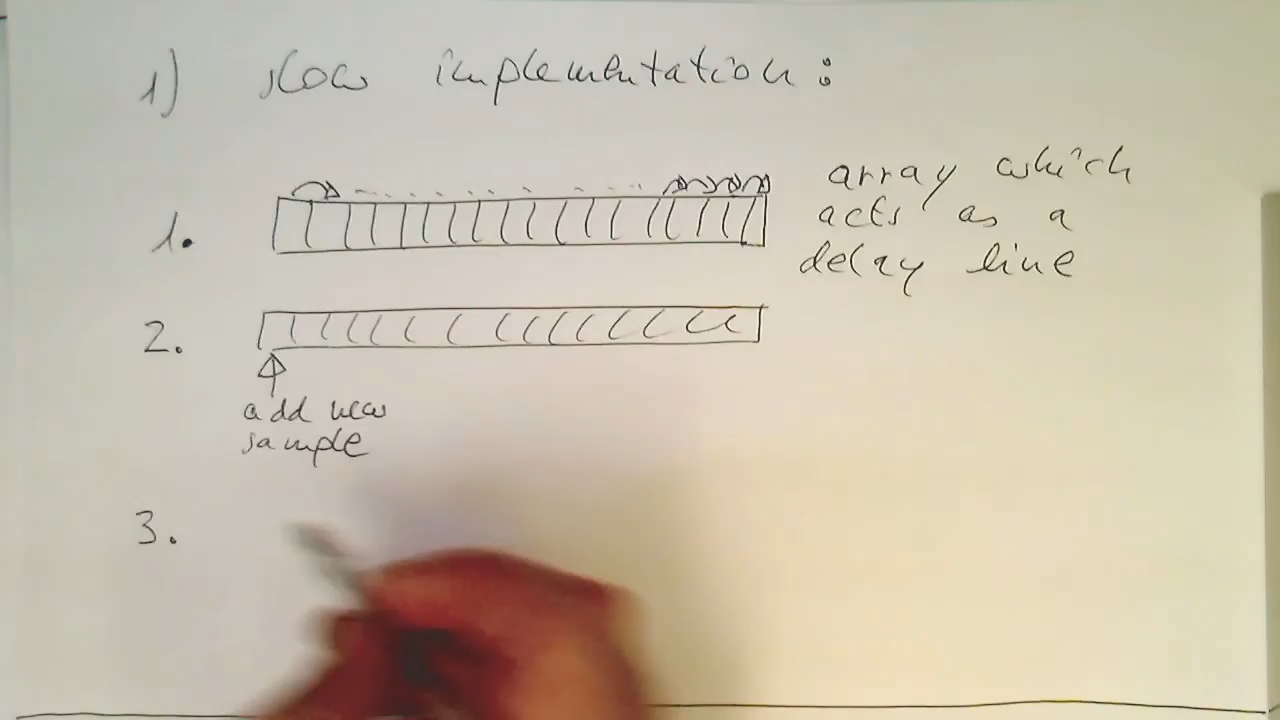 1) slow implementation:
1. array which
acts as a
delay line
2.
add new
sample
3.